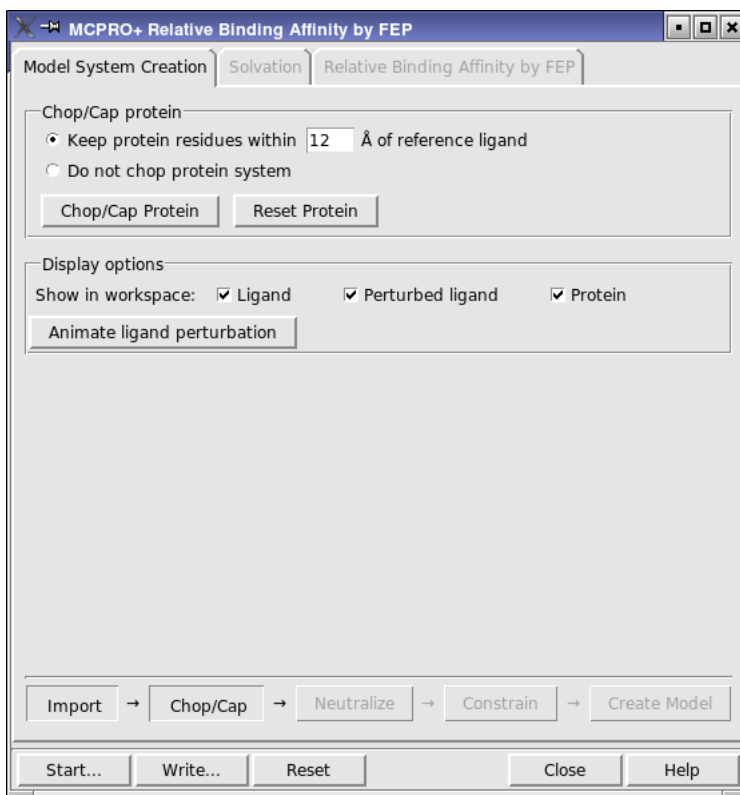 MCPRO+ Relative Binding Affinity by FEP
Model System Creation Solvation Relative Binding Affinity by FEP
Chop/Cap protein
Keep protein residues within 12 Å of reference ligand
Do not chop protein system
Chop/Cap Protein Reset Protein
Display options
Show in workspace: Ligand Perturbed ligand Protein
Animate ligand perturbation
Import → Chop/Cap → Neutralize → Constrain → Create Model
Start... Write... Reset Close Help